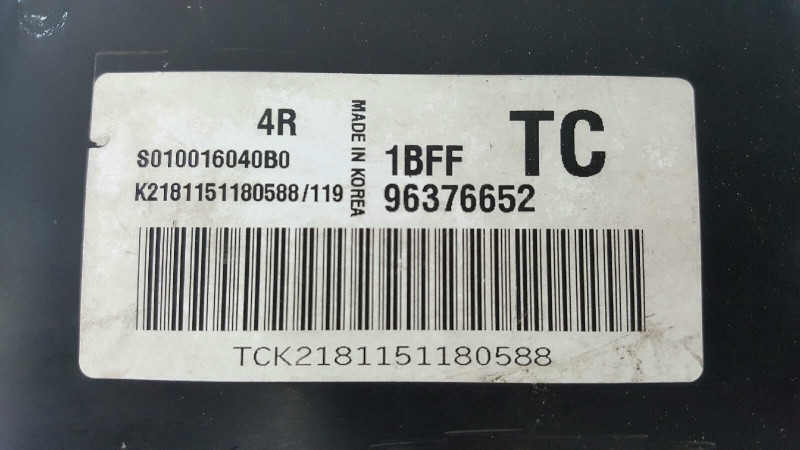 4R
S010016040B0
K2181151180588/119
MADE IN KOREA
1BFF
TC
96376652
TCK2181151180588